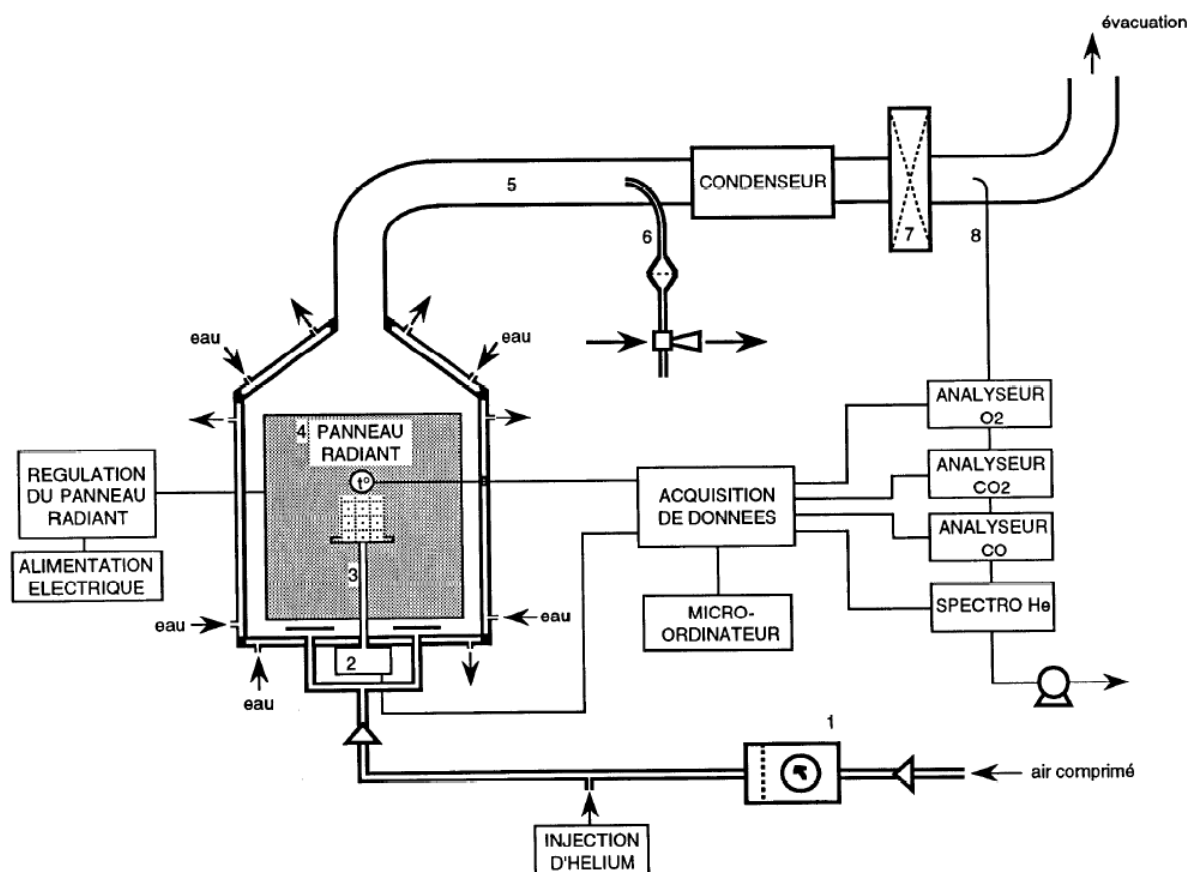 évacuation
CONDENSEUR
5
6
7
8
eau
eau
4 PANNEAU
RADIANT
t°
REGULATION
DU PANNEAU
RADIANT
ALIMENTATION
ELECTRIQUE
3
ACQUISITION
DE DONNEES
MICRO-
ORDINATEUR
ANALYSEUR
O2
ANALYSEUR
CO2
ANALYSEUR
CO
SPECTRO He
eau
eau
2
eau
1
air comprimé
INJECTION
D'HELIUM